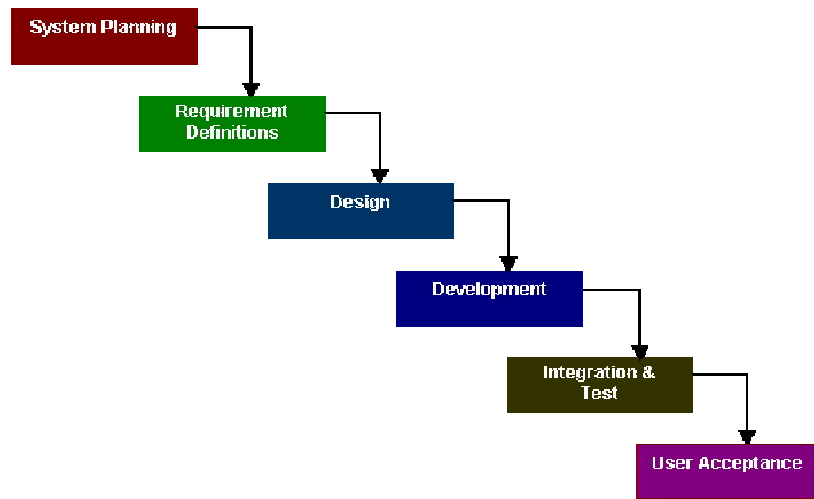 System Planning
Requirement
Definitions
Design
Development
Integration &
Test
User Acceptance